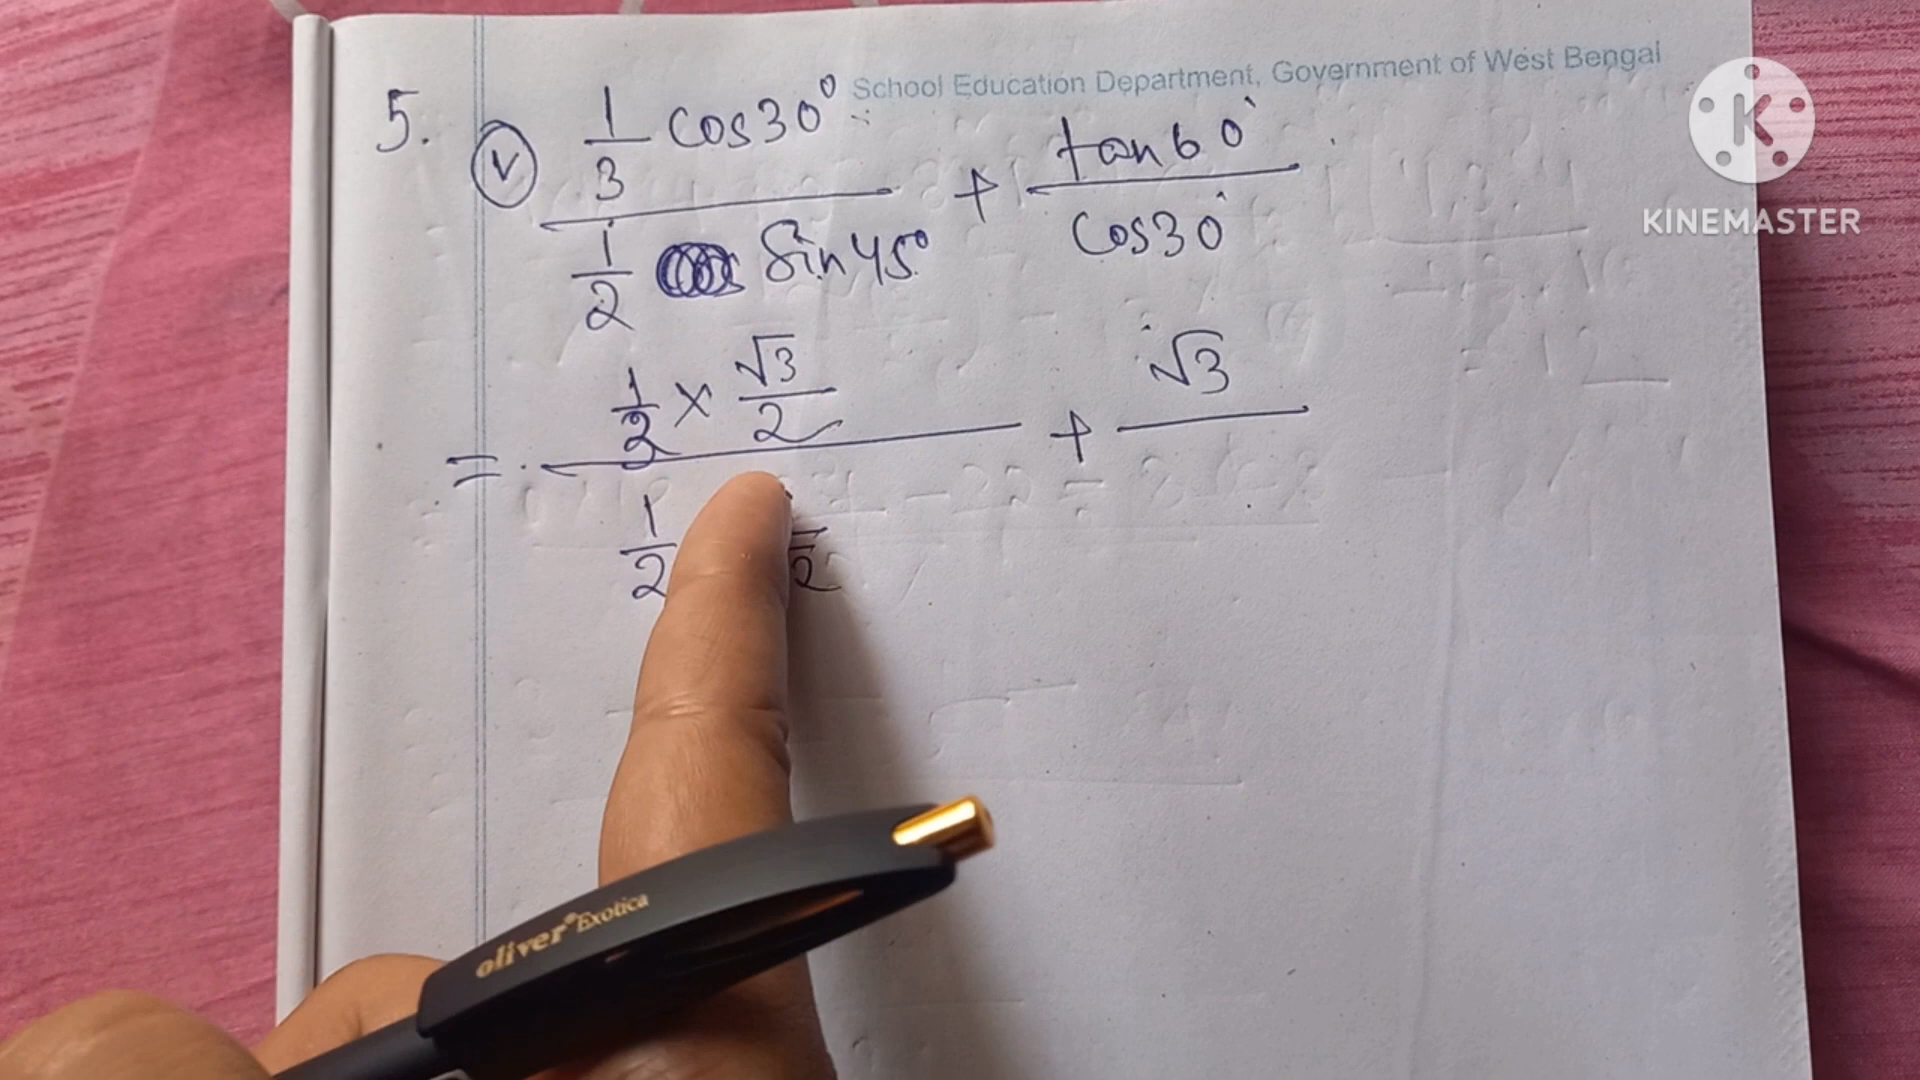 School Education Department, Government of West Bengal
KINEMASTER
5. (v) 1/3 cos30° / 1/2 Sin45° + tan60° / cos30°
= 1/3 × √3/2 / 1/2 2 + √3
oliver Exotica